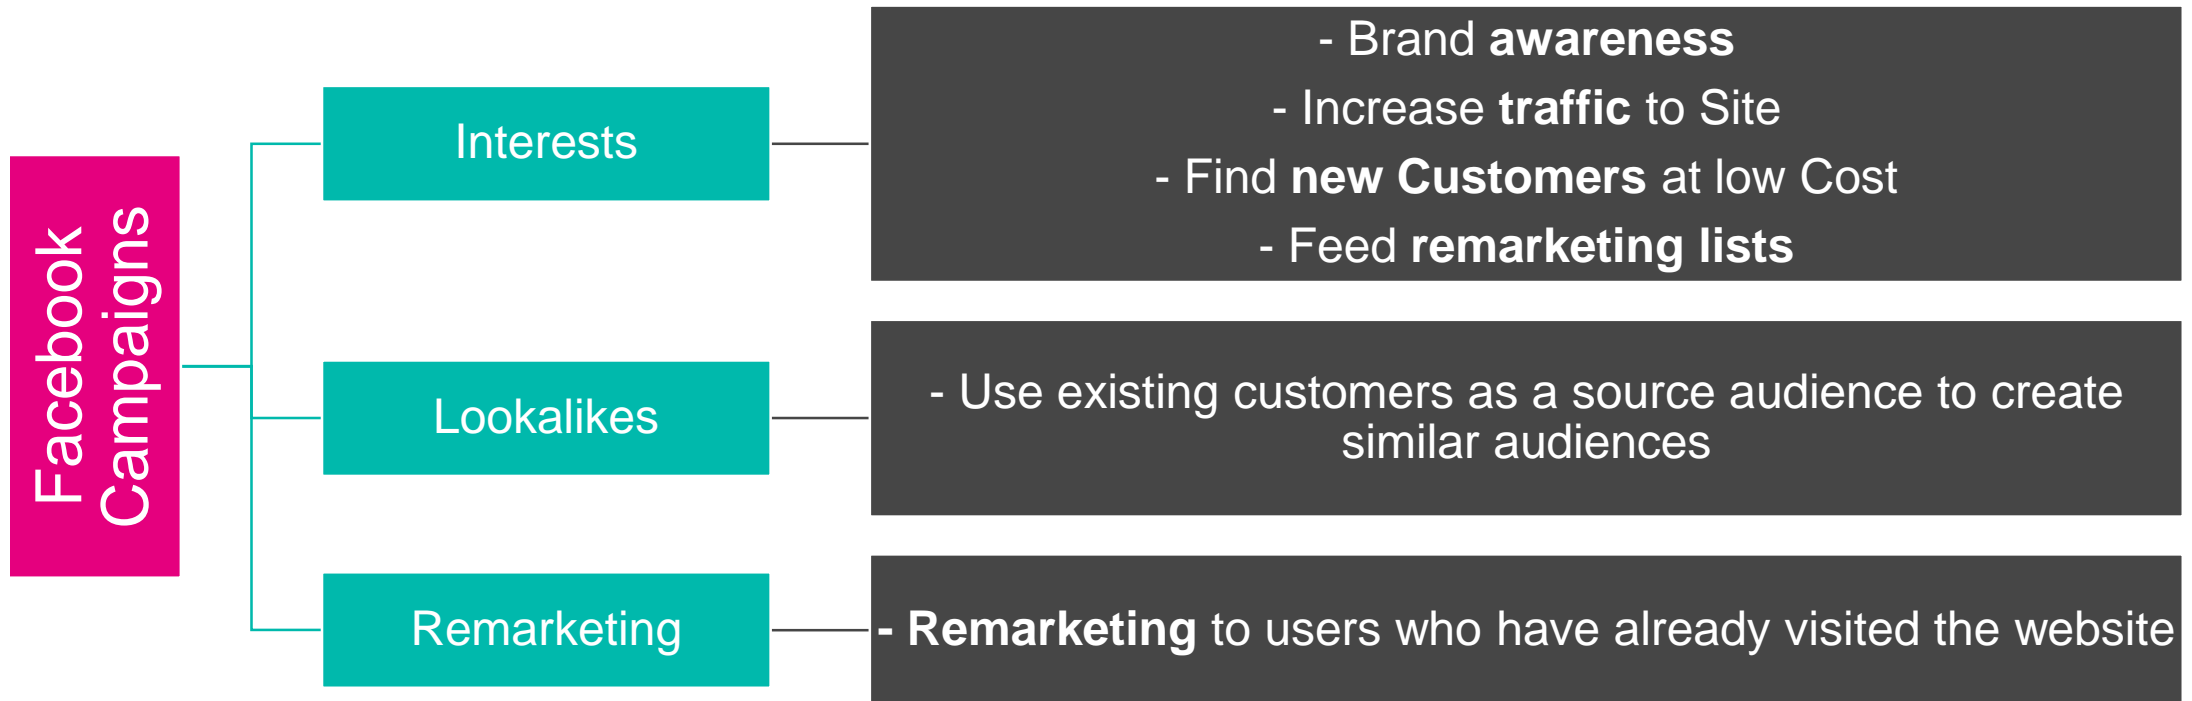 Facebook
Campaigns
Interests
- Brand awareness
- Increase traffic to Site
- Find new Customers at low Cost
- Feed remarketing lists
Lookalikes
- Use existing customers as a source audience to create
similar audiences
Remarketing
- Remarketing to users who have already visited the website